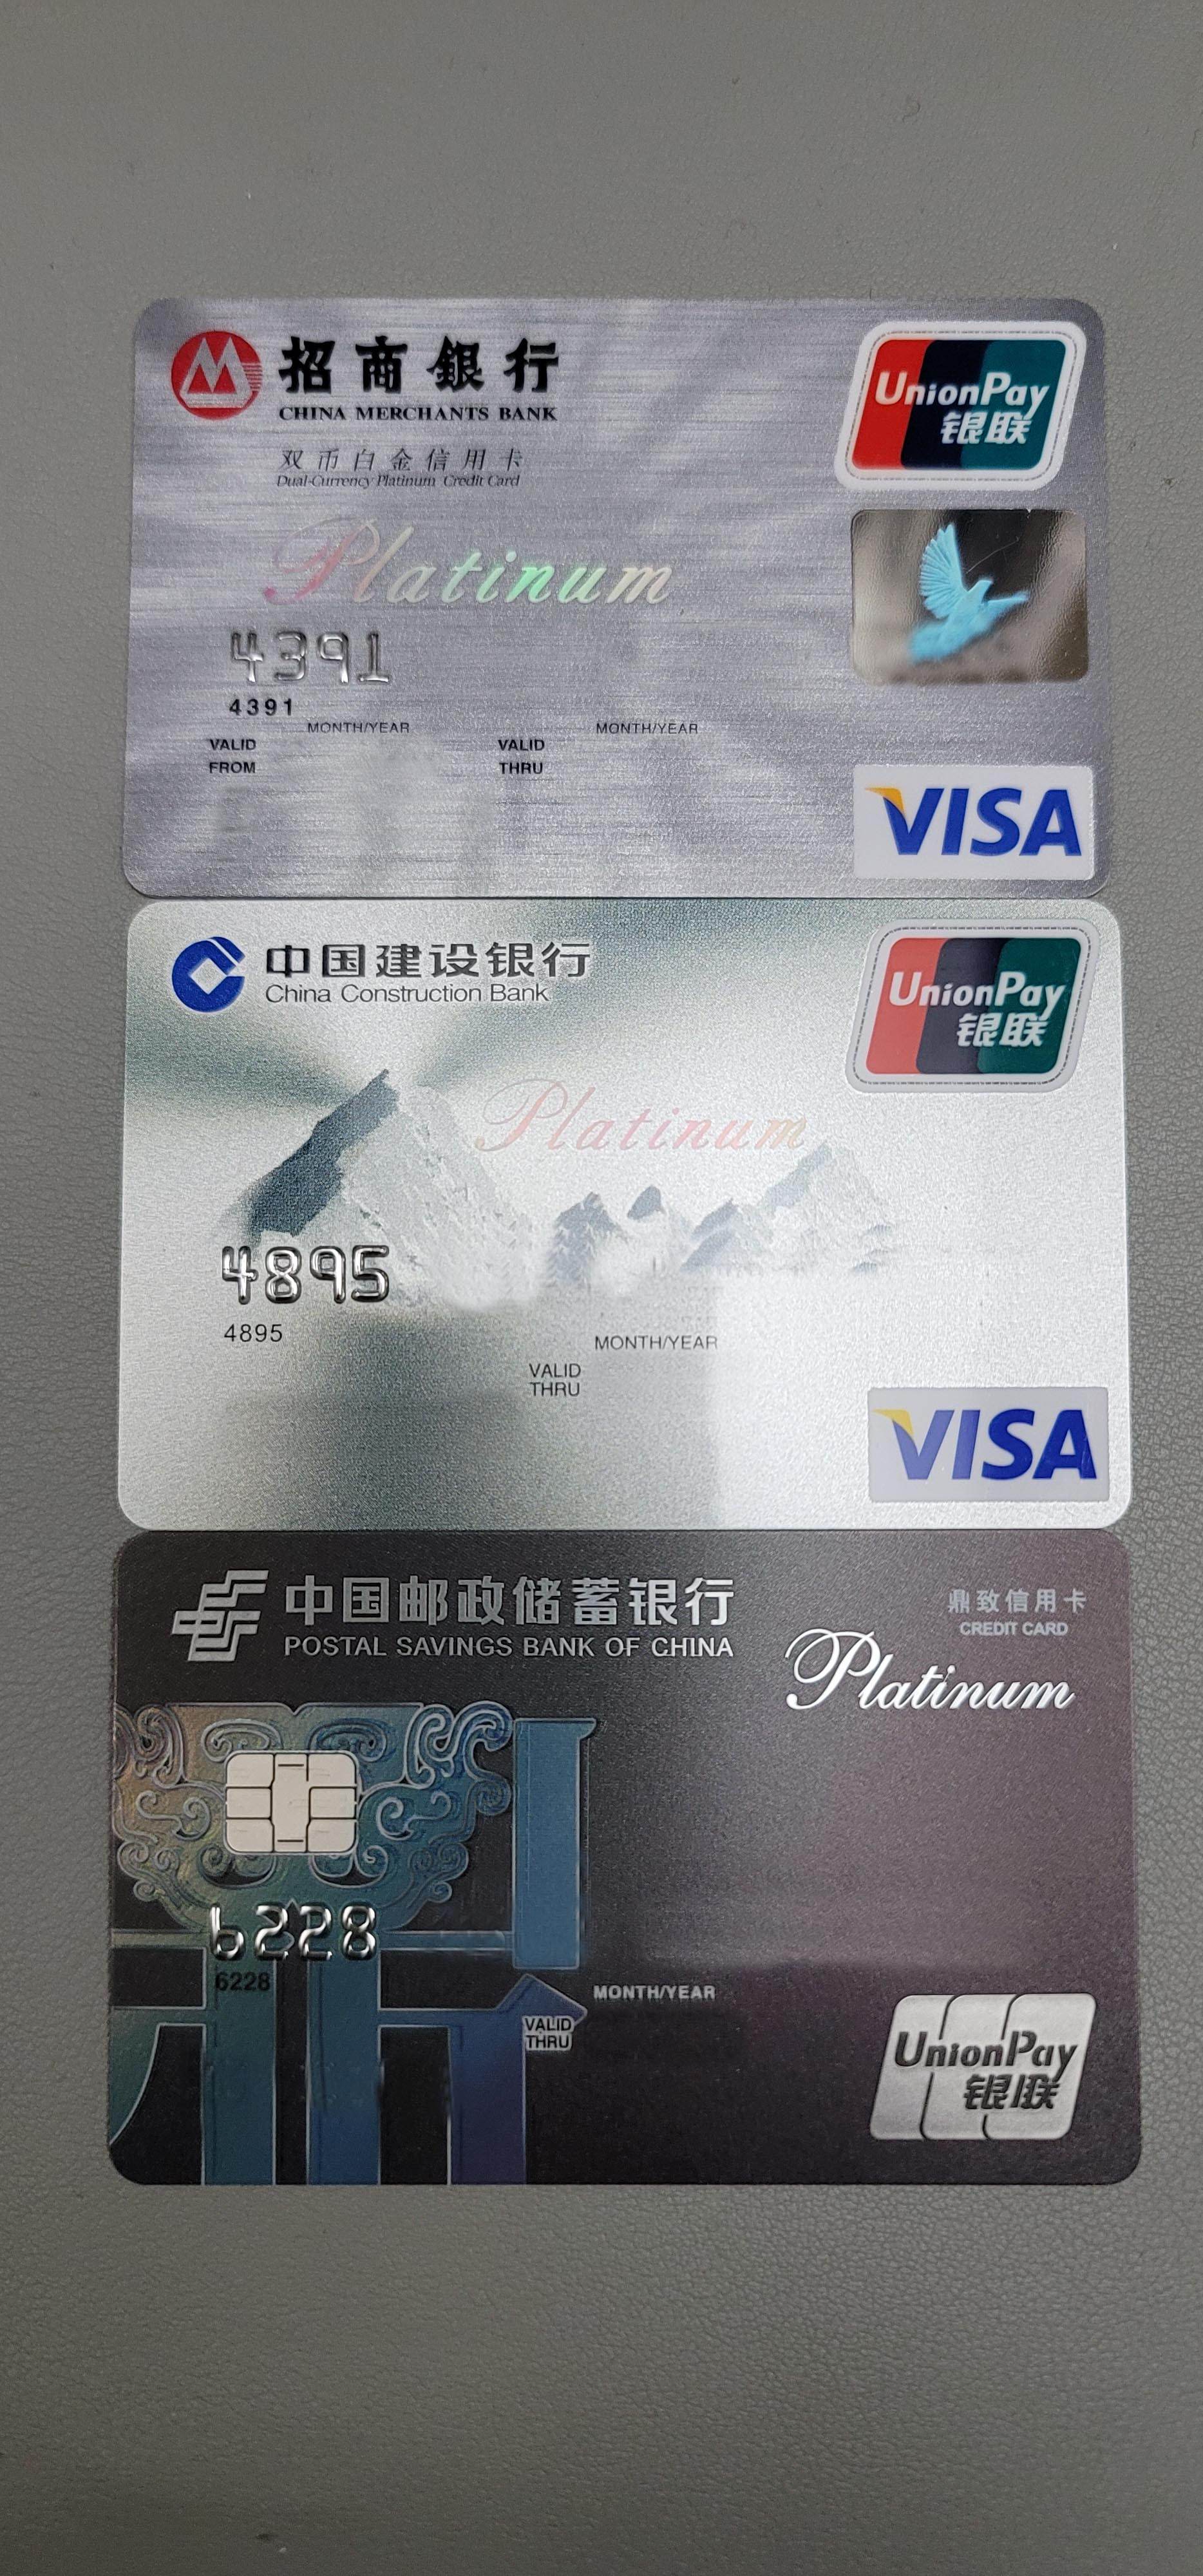 招商銀行
CHINA MERCHANTS BANK
UnionPay
银联
双币白金信用卡
Dual-Currency Platinum Credit Card
Platinum
4391
4391
MONTH/YEAR MONTH/YEAR
VALID FROM VALID THRU
VISA
中国建设银行
China Construction Bank
UnionPay
银联
Platinum
4895
4895
MONTH/YEAR
VALID
THRU
VISA
中国邮政储蓄银行
POSTAL SAVINGS BANK OF CHINA
鼎致信用卡
CREDIT CARD
Platinum
6228
6228
MONTH/YEAR
VALID
THRU
UnionPay
银联